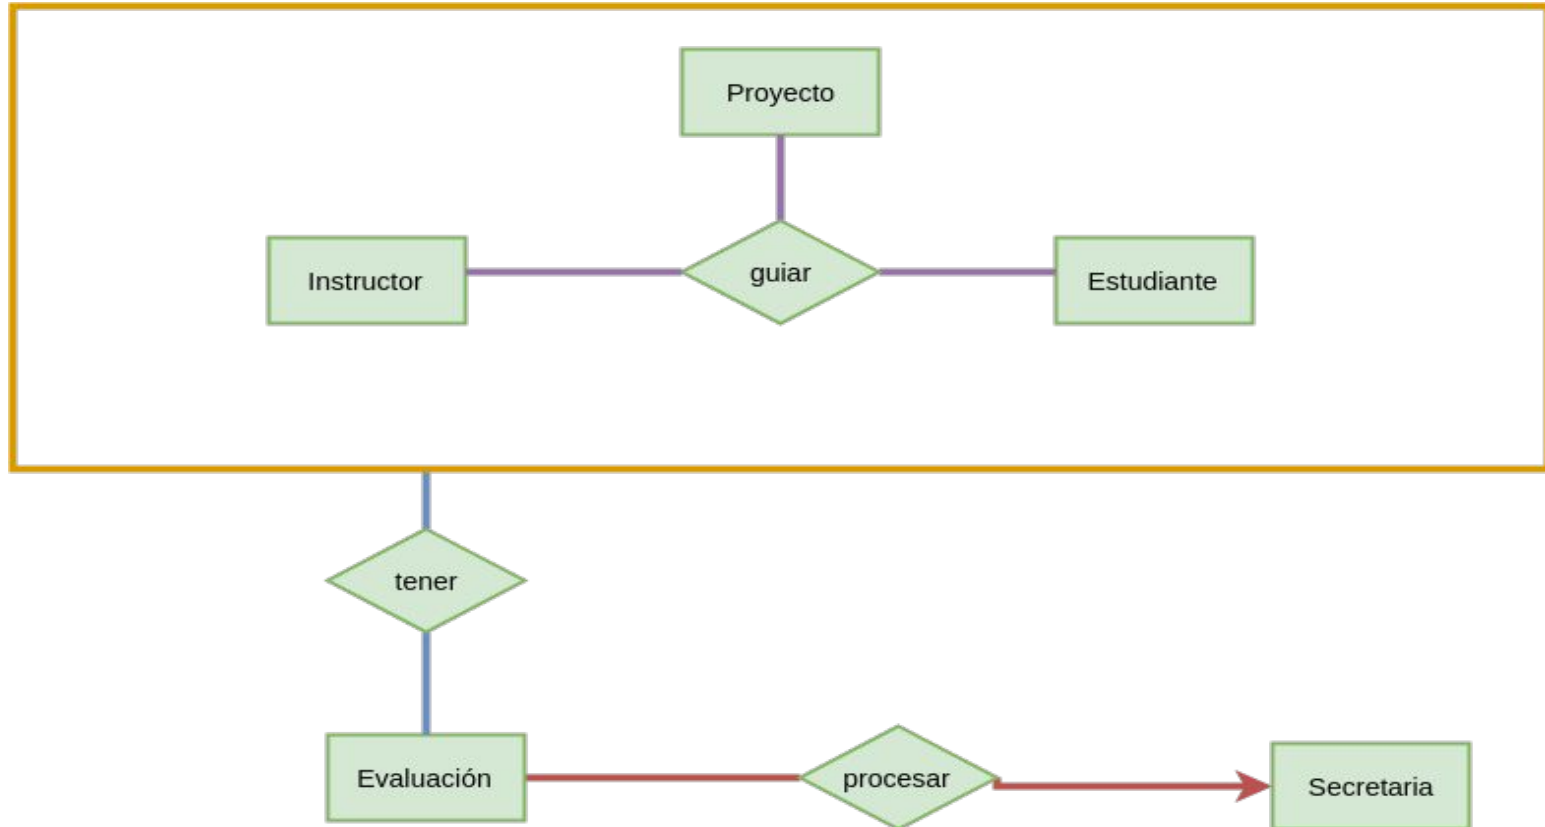 Proyecto
Instructor
guiar
Estudiante
tener
Evaluación
procesar
Secretaria